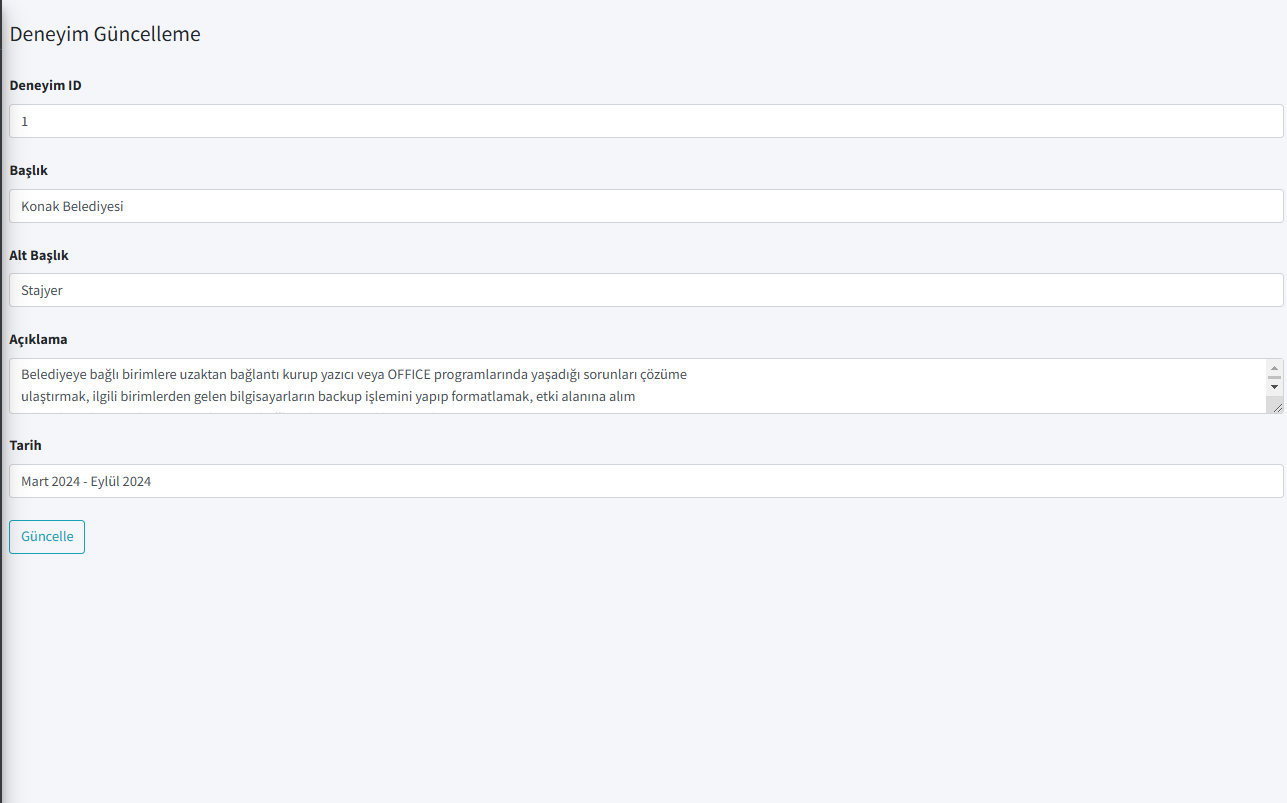 Deneyim Güncelleme
Deneyim ID
1
Başlık
Konak Belediyesi
Alt Başlık
Stajyer
Açıklama
Belediyeye bağlı birimlere uzaktan bağlantı kurup yazıcı veya OFFICE programlarında yaşadığı sorunları çözüme
ulaştırmak, ilgili birimlerden gelen bilgisayarların backup işlemini yapıp formatlamak, etki alanına alım
Tarih
Mart 2024 - Eylül 2024
Güncelle